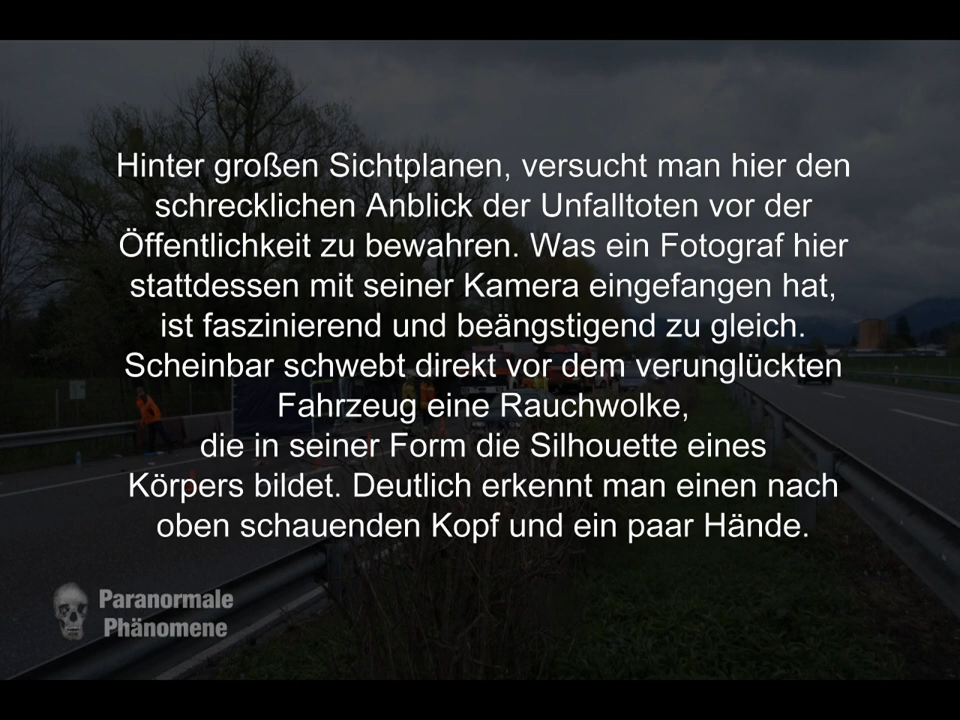 Hinter großen Sichtplanen, versucht man hier den
schrecklichen Anblick der Unfalltoten vor der
Öffentlichkeit zu bewahren. Was ein Fotograf hier
stattdessen mit seiner Kamera eingefangen hat,
ist faszinierend und beängstigend zu gleich.
Scheinbar schwebt direkt vor dem verunglückten
Fahrzeug eine Rauchwolke,
die in seiner Form die Silhouette eines
Körpers bildet. Deutlich erkennt man einen nach
oben schauenden Kopf und ein paar Hände.
Paranormale
Phänomene